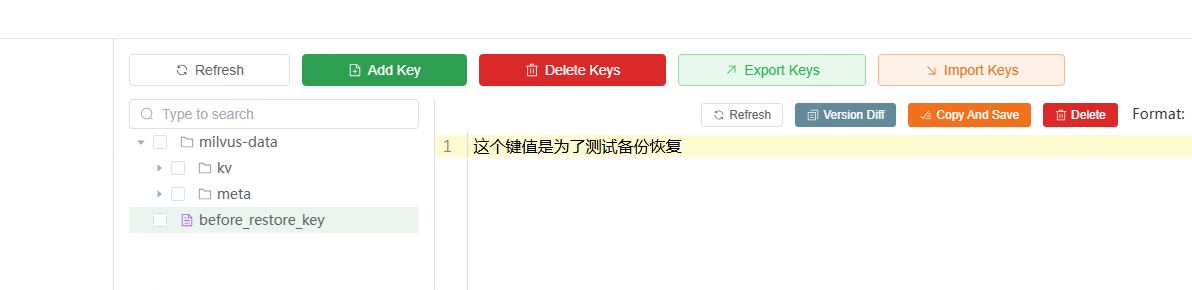 Refresh
Add Key
Delete Keys
Export Keys
Import Keys
Type to search
Refresh
Version Diff
Copy And Save
Delete
Format:
milvus-data
kv
meta
before_restore_key
1
这个键值是为了测试备份恢复